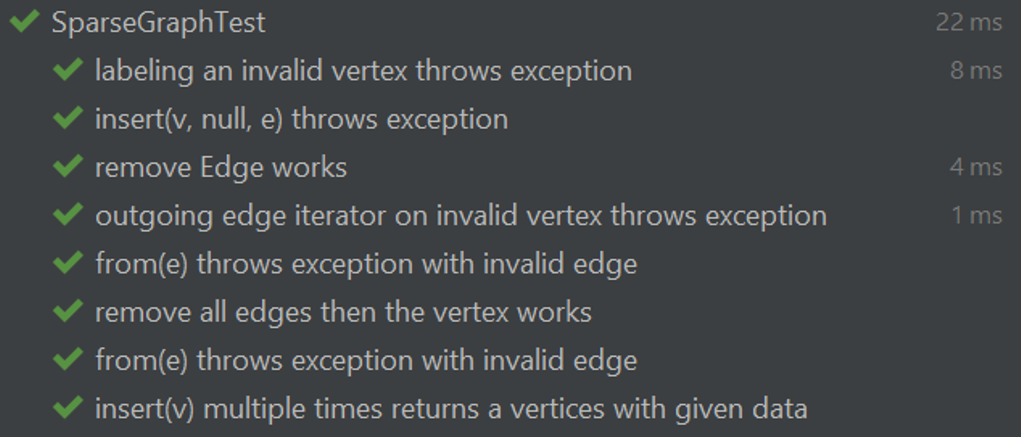 SparseGraphTest 22 ms
labeling an invalid vertex throws exception 8 ms
insert(v, null, e) throws exception
remove Edge works 4 ms
outgoing edge iterator on invalid vertex throws exception 1 ms
from(e) throws exception with invalid edge
remove all edges then the vertex works
from(e) throws exception with invalid edge
insert(v) multiple times returns a vertices with given data